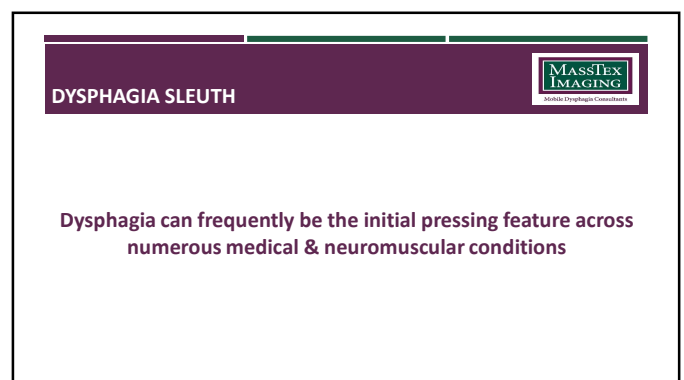 DYSPHAGIA SLEUTH
MASSTEX
IMAGING
Mobile Dysphagia Consultants
Dysphagia can frequently be the initial pressing feature across
numerous medical & neuromuscular conditions